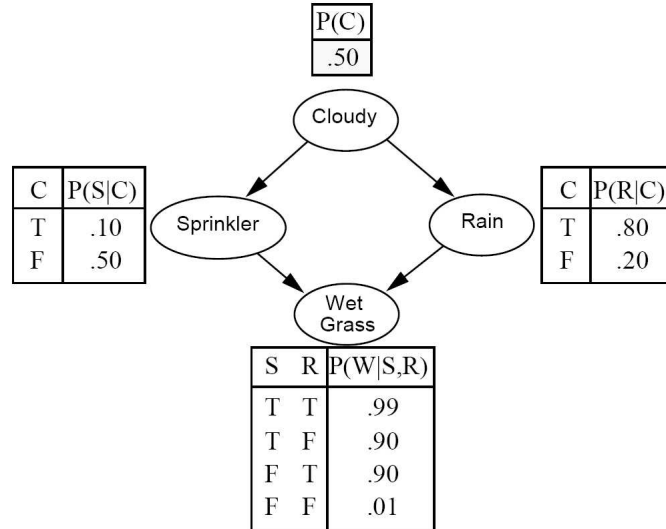 P(C)
.50
Cloudy
C P(S|C)
T .10
F .50
Sprinkler
Rain
C P(R|C)
T .80
F .20
Wet
Grass
S R P(W|S,R)
T T .99
T F .90
F T .90
F F .01